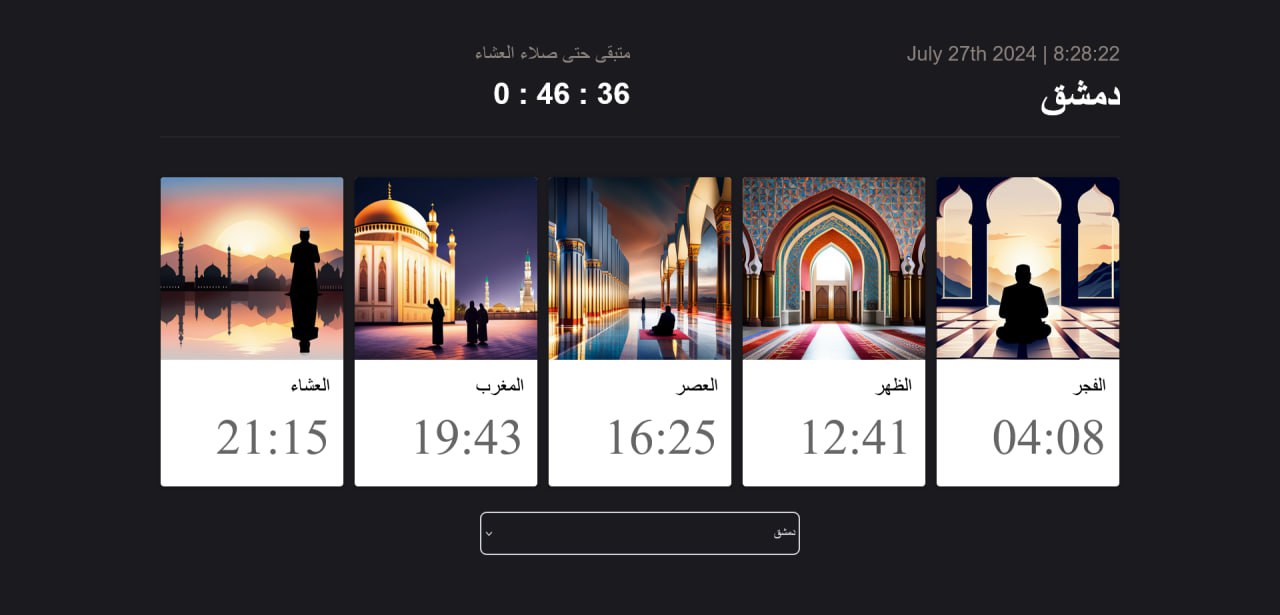 July 27th 2024 | 8:28:22
دمشق
متبقى حتى صلاء العشاء
0 : 46 : 36
الفجر
04:08
الظهر
12:41
العصر
16:25
المغرب
19:43
العشاء
21:15
دمشق